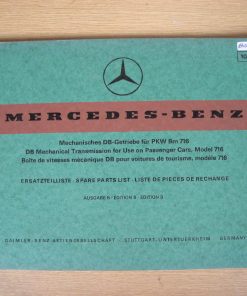 MERCEDES-BENZ
Mechanisches DB-Getriebe für PKW Bm 716
DB Mechanical Transmission for Use on Passenger Cars, Model 716
Boîte de vitesses mécanique DB pour voitures de tourisme, modèle 716
ERSATZTEILLISTE · SPARE PARTS LIST · LISTE DE PIECES DE RECHANGE
AUSGABE B · EDITION B · EDITION B
DAIMLER-BENZ AKTIENGESELLSCHAFT · STUTTGART-UNTERTUERKHEIM · GERMANY